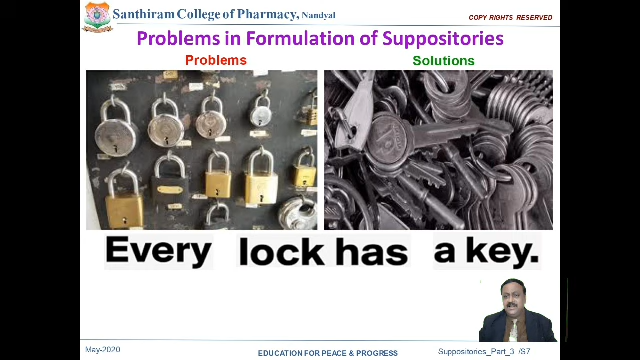 Santhiram College of Pharmacy, Nandyal
COPY RIGHTS RESERVED
Problems in Formulation of Suppositories
Problems
Solutions
Every lock has a key.
May-2020
EDUCATION FOR PEACE & PROGRESS
Suppositories_Part_3 /S7